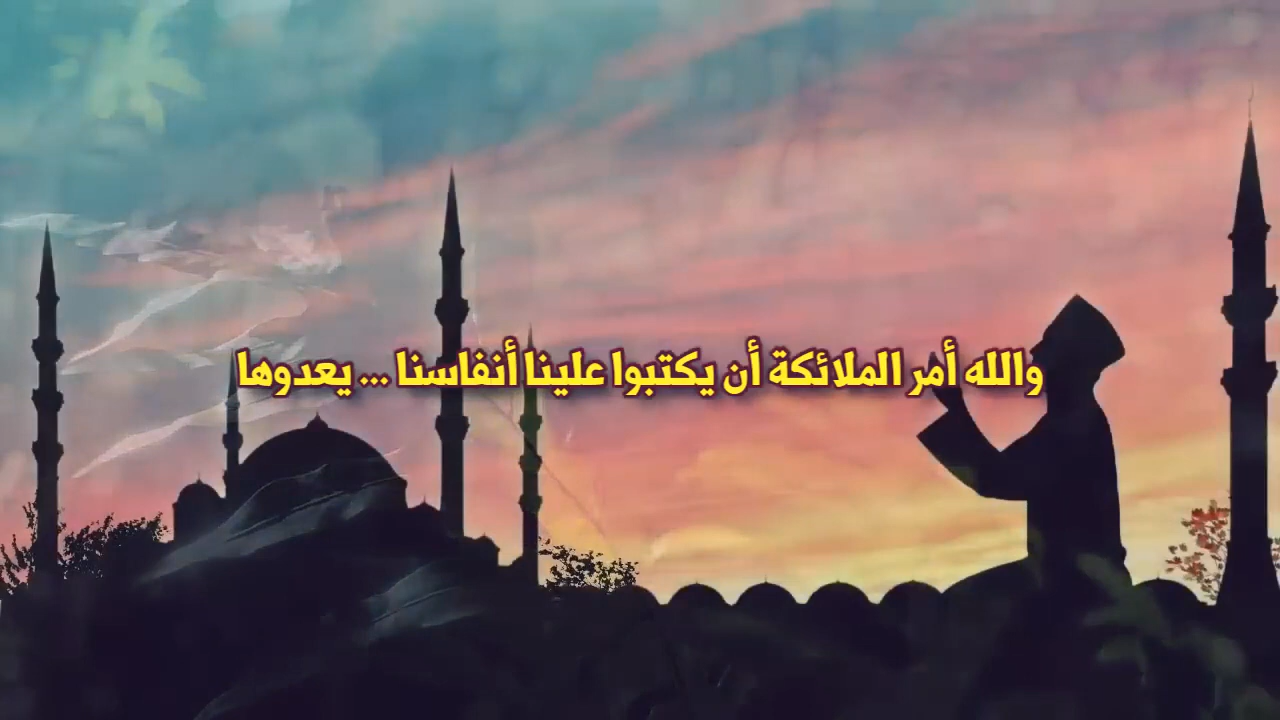 والله أمر الملائكة أن يكتبوا علينا أنفاسنا ... يعدوها